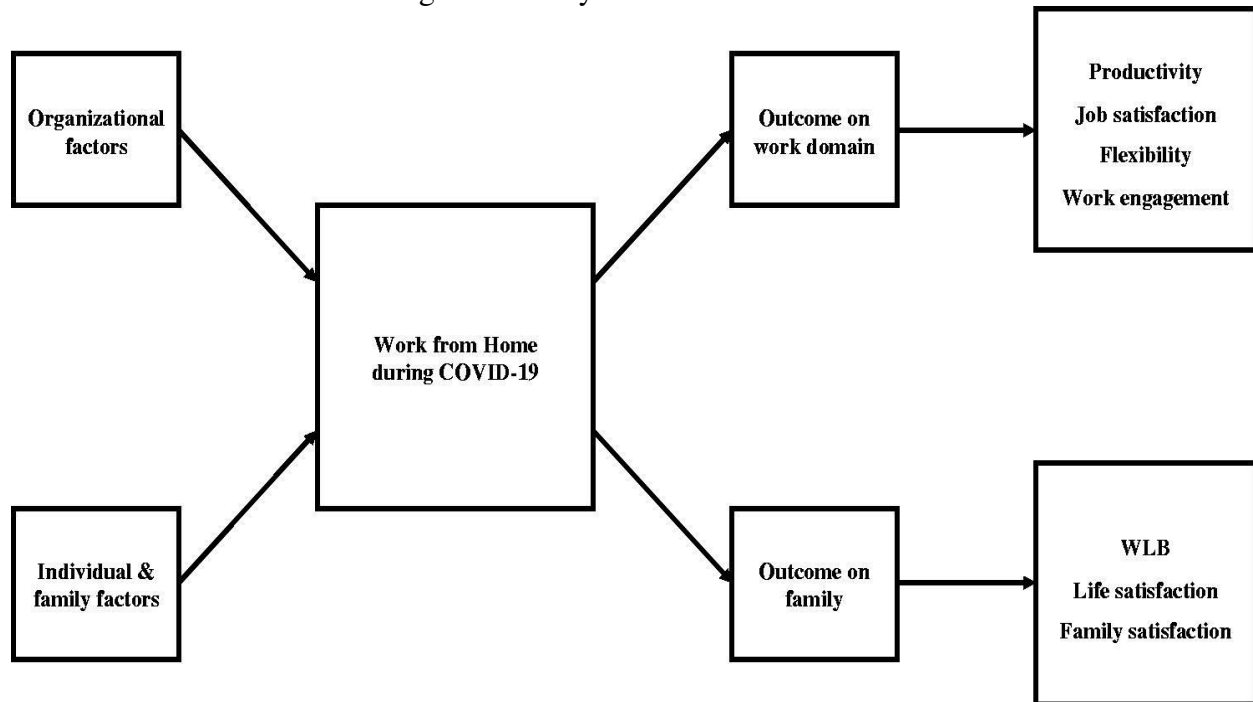 Organizational
factors
Individual &
family factors
Work from Home
during COVID-19
Outcome on
work domain
Outcome on
family
Productivity
Job satisfaction
Flexibility
Work engagement
WLB
Life satisfaction
Family satisfaction